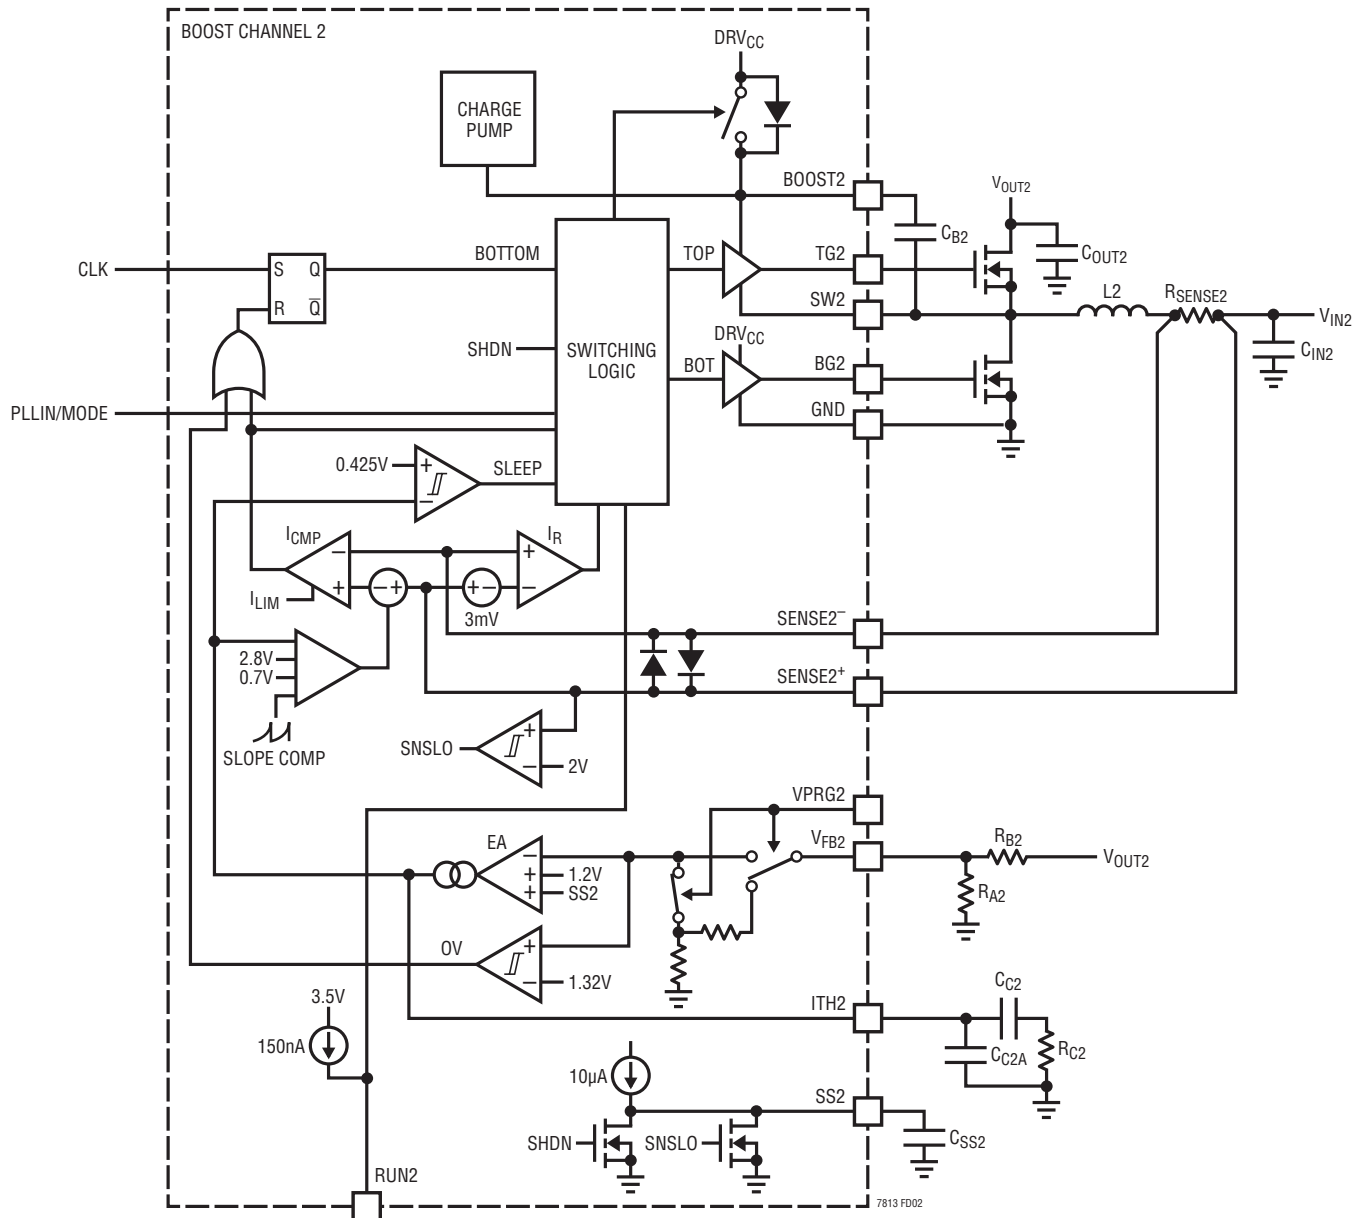 BOOST CHANNEL 2
DRVCC
CHARGE
PUMP
BOOST2
VOUT2
CB2
COUT2
CLK
S Q
R Q̅
BOTTOM
TOP
TG2
SW2
L2
RSENSE2
VIN2
CIN2
SHDN
SWITCHING
LOGIC
DRVCC
BOT
BG2
GND
PLLIN/MODE
0.425V
+
−
SLEEP
ICMP
−
+
IR
+
−
ILIM
− +
+ −
3mV
SENSE2−
2.8V
0.7V
SENSE2+
SLOPE COMP
SNSLO
+
−
2V
VPRG2
EA
−
+
+
1.2V
SS2
VFB2
RB2
VOUT2
RA2
OV
+
−
1.32V
3.5V
150nA
ITH2
CC2
CC2A
RC2
10µA
SS2
SHDN
SNSLO
CSS2
RUN2
7813 FD02